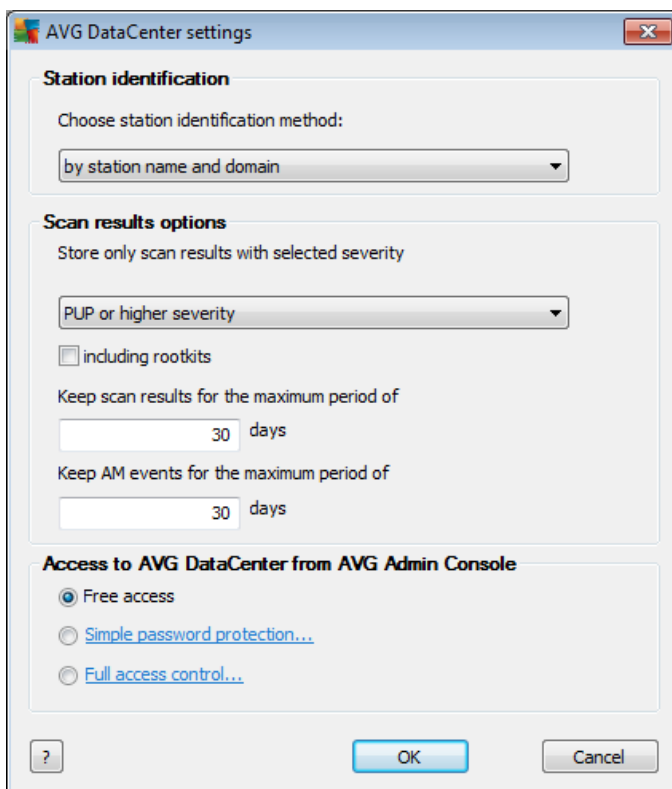 AVG DataCenter settings
Station identification
Choose station identification method:
by station name and domain
Scan results options
Store only scan results with selected severity
PUP or higher severity
including rootkits
Keep scan results for the maximum period of
30 days
Keep AM events for the maximum period of
30 days
Access to AVG DataCenter from AVG Admin Console
Free access
Simple password protection...
Full access control...
? OK Cancel